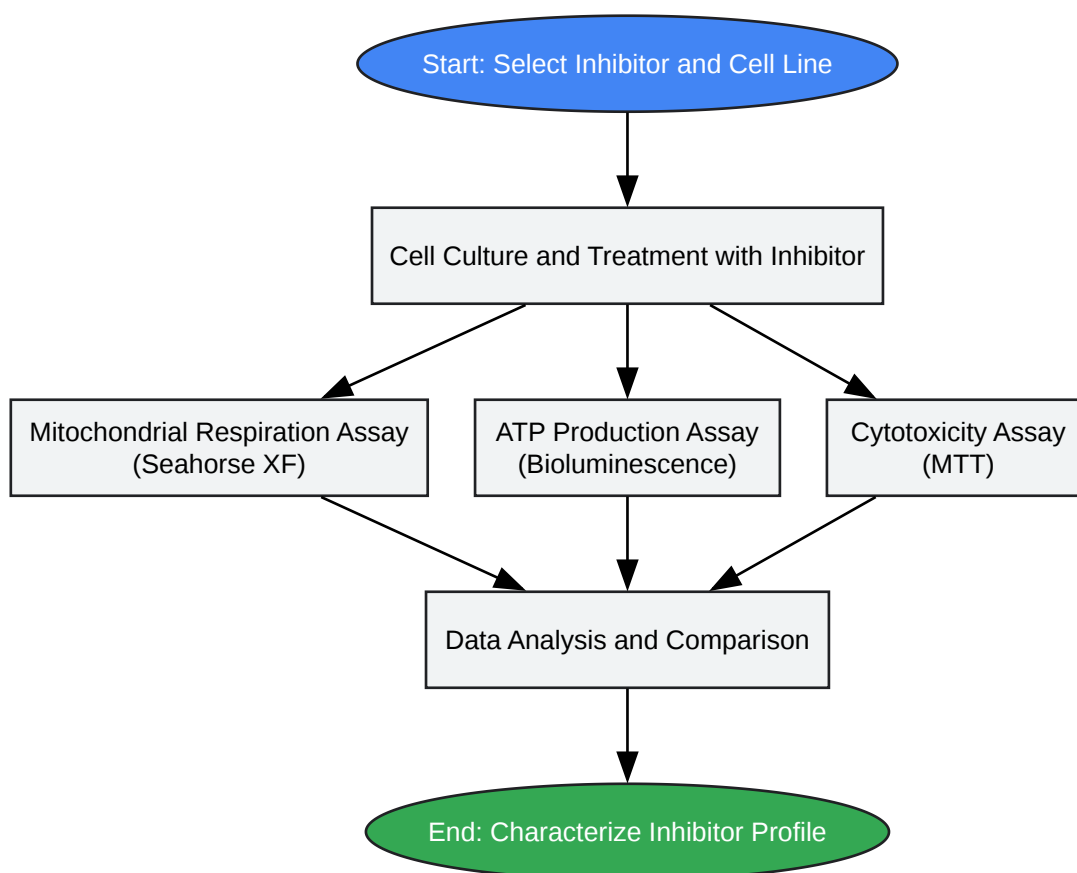 Start: Select Inhibitor and Cell Line
Cell Culture and Treatment with Inhibitor
Mitochondrial Respiration Assay
(Seahorse XF)
ATP Production Assay
(Bioluminescence)
Cytotoxicity Assay
(MTT)
Data Analysis and Comparison
End: Characterize Inhibitor Profile